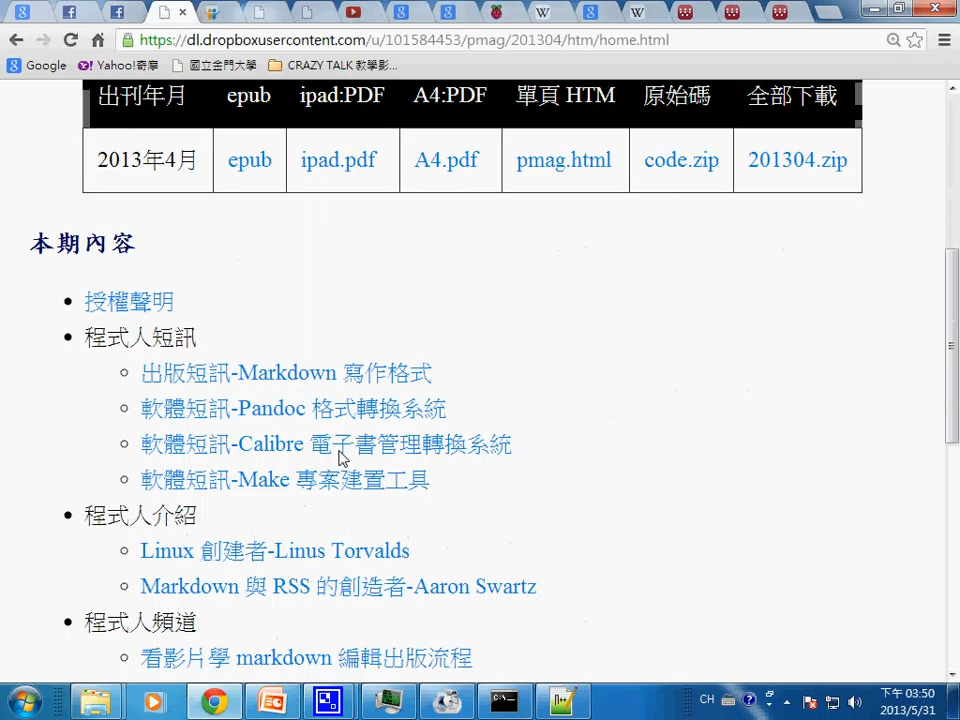 https://dl.dropboxusercontent.com/u/101584453/pmag/201304/htm/home.html
Google Yahoo!奇摩 國立金門大學 CRAZY TALK 教學影...
出刊年月 epub ipad:PDF A4:PDF 單頁 HTM 原始碼 全部下載
2013年4月 epub ipad.pdf A4.pdf pmag.html code.zip 201304.zip
本期內容
授權聲明
程式人短訊
出版短訊-Markdown 寫作格式
軟體短訊-Pandoc 格式轉換系統
軟體短訊-Calibre 電子書管理轉換系統
軟體短訊-Make 專案建置工具
程式人介紹
Linux 創建者-Linus Torvalds
Markdown 與 RSS 的創造者-Aaron Swartz
程式人頻道
看影片學 markdown 編輯出版流程
CH 下午 03:50
2013/5/31